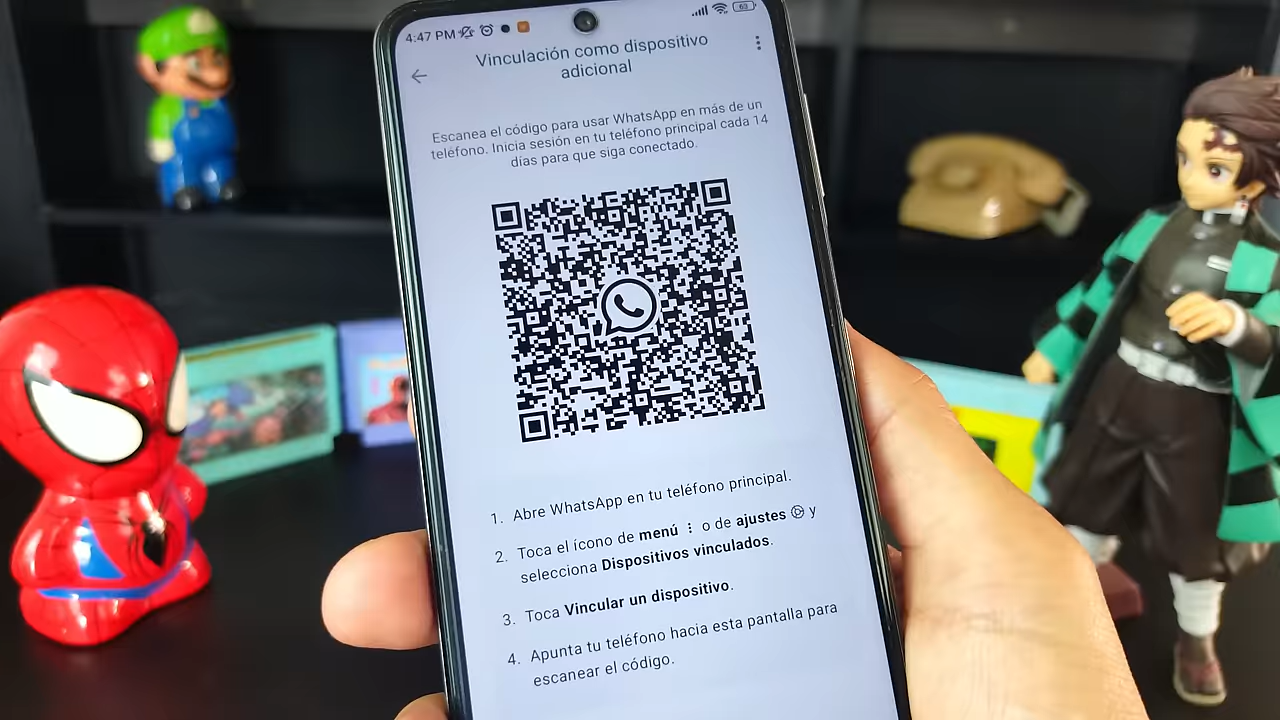 4:47 PM
63
Vinculación como dispositivo
adicional
Escanea el código para usar WhatsApp en más de un
teléfono. Inicia sesión en tu teléfono principal cada 14
días para que siga conectado.
1. Abre WhatsApp en tu teléfono principal.
2. Toca el ícono de menú ⋮ o de ajustes y
selecciona Dispositivos vinculados.
3. Toca Vincular un dispositivo.
4. Apunta tu teléfono hacia esta pantalla para
escanear el código.